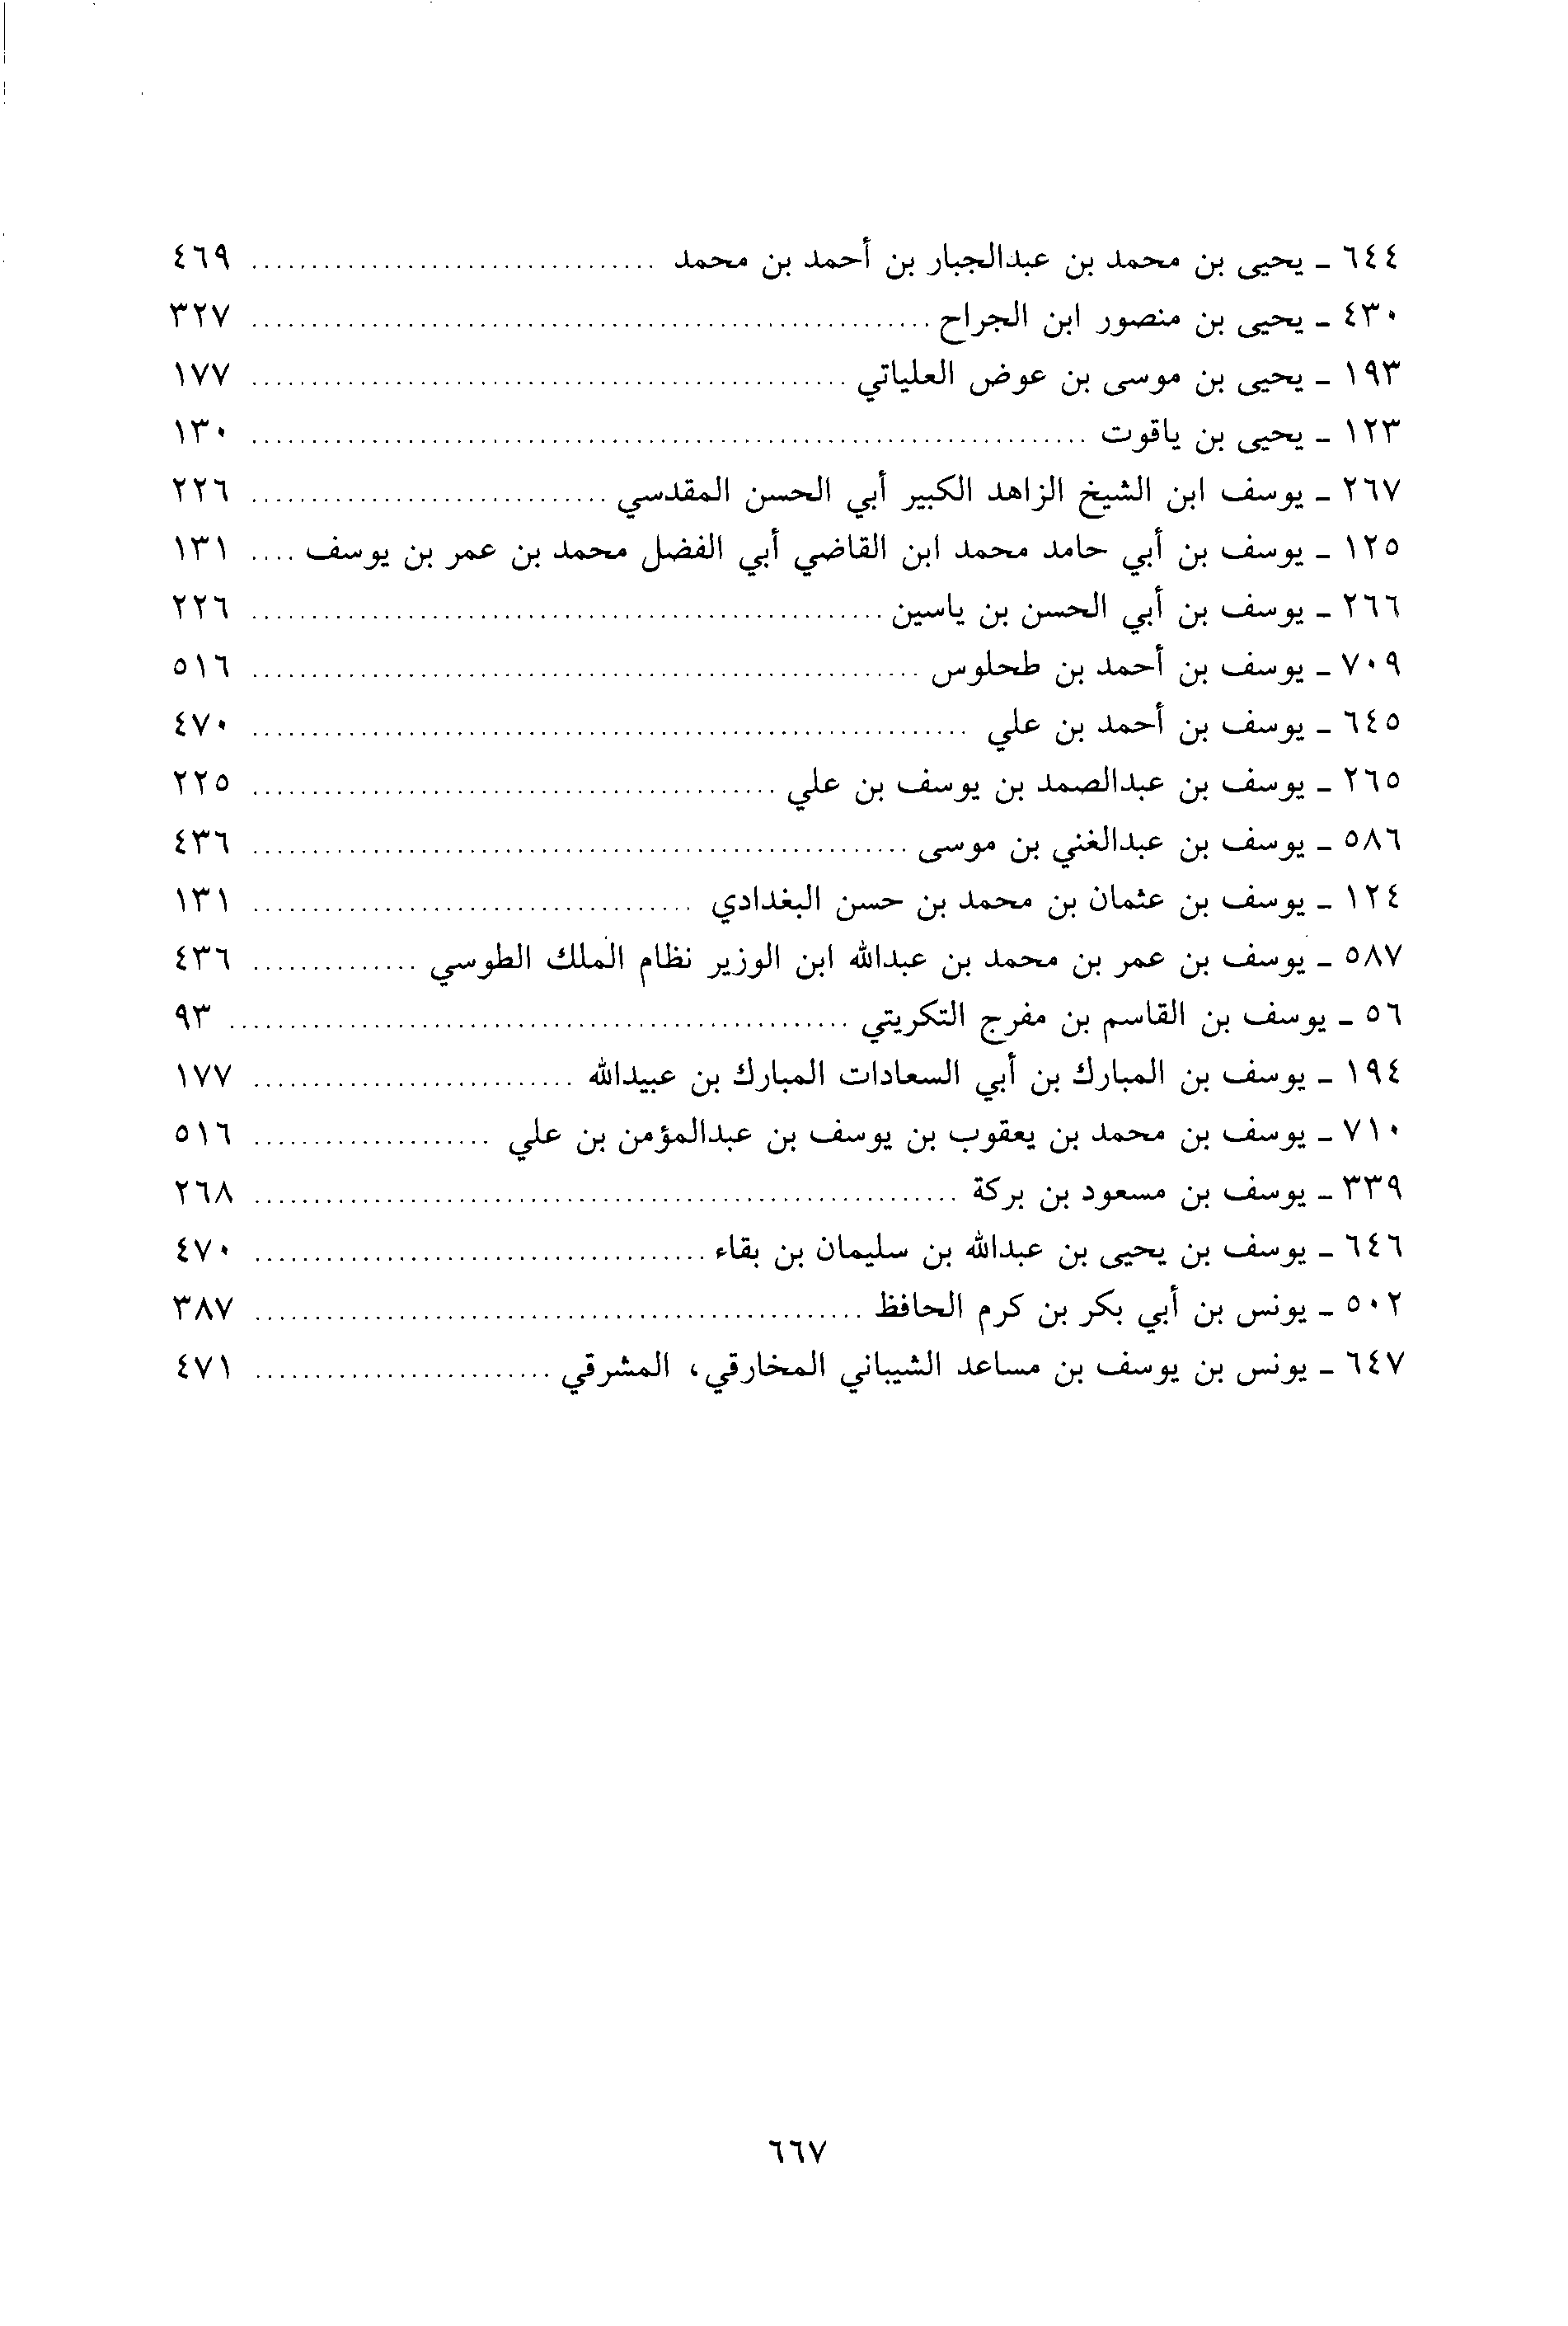 ٦٤٤ ـ يحيى بن محمد بن عبدالجبار بن أحمد بن محمد .................................. ٤٦٩
٤٣٠ ـ يحيى بن منصور ابن الجراح ......................................................... ٣٢٧
١٩٣ ـ يحيى بن موسى بن عوض العلياتي .................................................. ١٧٧
١٢٣ ـ يحيى بن ياقوت ...................................................................... ١٣٠
٢٦٧ ـ يوسف ابن الشيخ الزاهد الكبير أبي الحسن المقدسي .............................. ٢٢٦
١٢٥ ـ يوسف بن أبي حامد محمد ابن القاضي أبي الفضل محمد بن عمر بن يوسف .... ١٣١
٢٦٦ ـ يوسف بن أبي الحسن بن ياسين ..................................................... ٢٢٦
٧٠٩ ـ يوسف بن أحمد بن طحلوس ........................................................ ٥١٦
٦٤٥ ـ يوسف بن أحمد بن علي ............................................................ ٤٧٠
٢٦٥ ـ يوسف بن عبدالصمد بن يوسف بن علي ............................................ ٢٢٥
٥٨٦ ـ يوسف بن عبدالغني بن موسى ....................................................... ٤٣٦
١٢٤ ـ يوسف بن عثمان بن محمد بن حسن البغدادي ..................................... ١٣١
٥٨٧ ـ يوسف بن عمر بن محمد بن عبدالله ابن الوزير نظام الملك الطوسي .............. ٤٣٦
٥٦ ـ يوسف بن القاسم بن مفرج التكريتي .................................................... ٩٣
١٩٤ ـ يوسف بن المبارك بن أبي السعادات المبارك بن عبيدالله ........................... ١٧٧
٧١٠ ـ يوسف بن محمد بن يعقوب بن يوسف بن عبدالمؤمن بن علي .................... ٥١٦
٣٣٩ ـ يوسف بن مسعود بن بركة ........................................................... ٢٦٨
٦٤٦ ـ يوسف بن يحيى بن عبدالله بن سليمان بن بقاء ...................................... ٤٧٠
٥٠٢ ـ يونس بن أبي بكر بن كرم الحافظ ................................................... ٣٨٧
٦٤٧ ـ يونس بن يوسف بن مساعد الشيباني المخارقي، المشرقي ......................... ٤٧١
٦٦٧